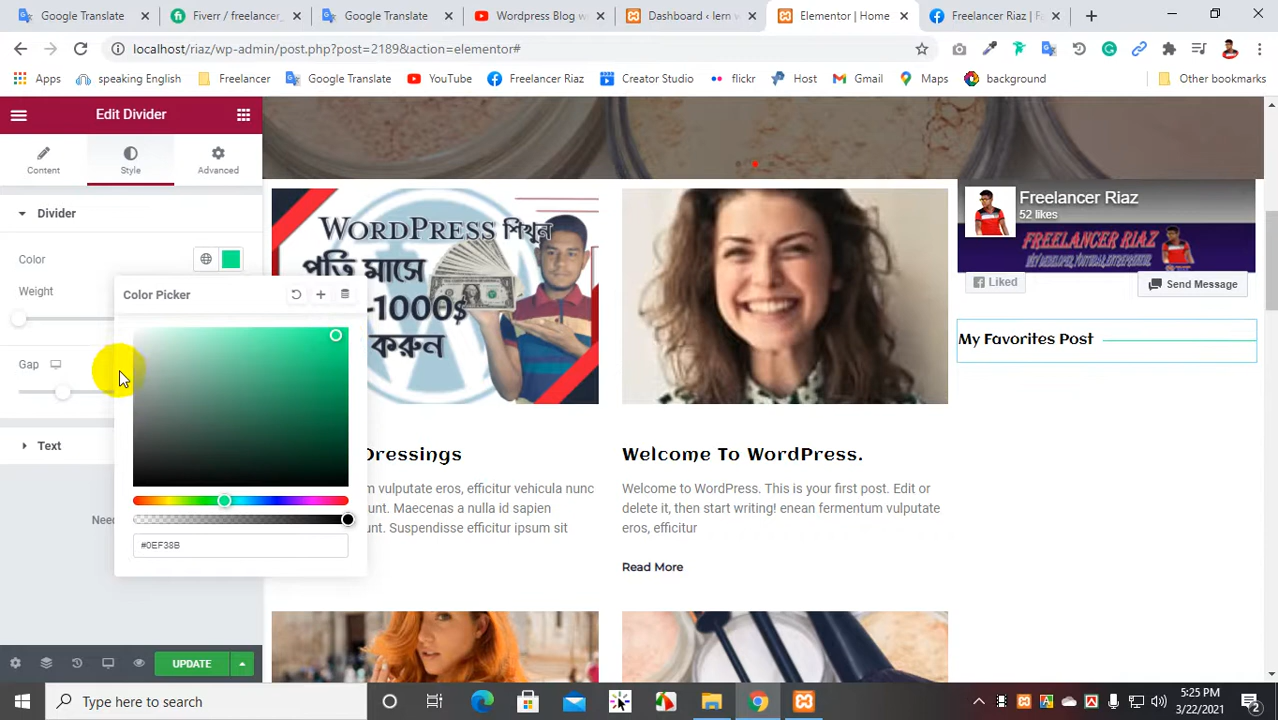 Google Translate
Fiverr / freelancer_
Google Translate
Wordpress Blog w
Dashboard ‹ lern w
Elementor | Home
Freelancer Riaz | Fa
localhost/riaz/wp-admin/post.php?post=2189&action=elementor#
Apps
speaking English
Freelancer
Google Translate
YouTube
Freelancer Riaz
Creator Studio
flickr
Host
Gmail
Maps
background
Other bookmarks
Edit Divider
Content
Style
Advanced
Divider
Color
Weight
Gap
Text
Color Picker
#0EF38B
Need
UPDATE
WORDPRESS শিখুন
প্রতি মাসে
-1000$
করুন
Dressings
m vulputate eros, efficitur vehicula nunc
unt. Maecenas a nulla id sapien
n. Suspendisse efficitur ipsum sit
Welcome To WordPress.
Welcome to WordPress. This is your first post. Edit or
delete it, then start writing! enean fermentum vulputate
eros, efficitur
Read More
Freelancer Riaz
52 likes
FREELANCER RIAZ
Liked
Send Message
My Favorites Post
Type here to search
5:25 PM
3/22/2021
2